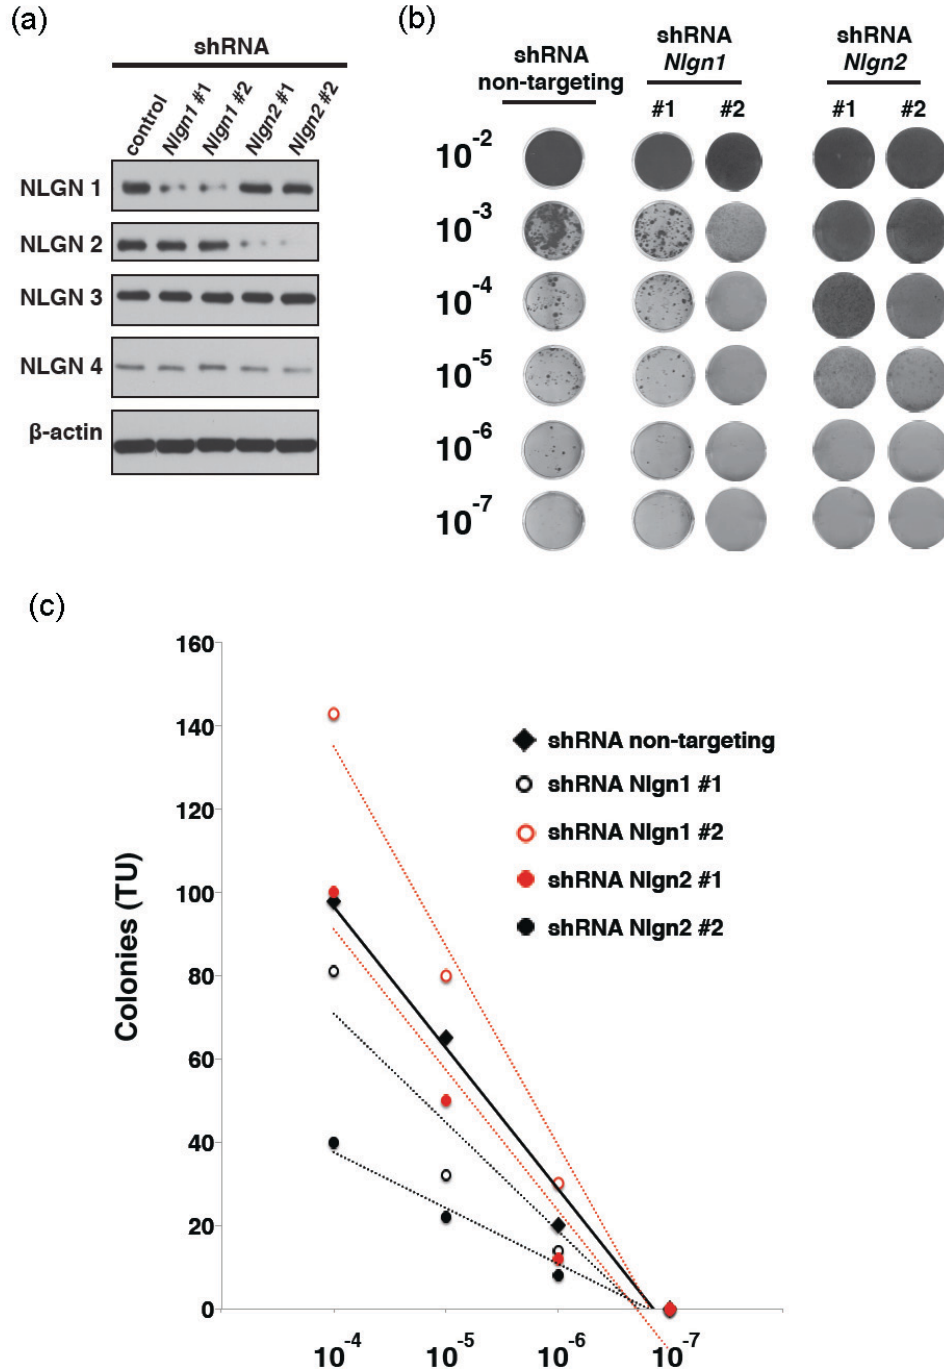 (a)
shRNA
control
Nlgn1 #1
Nlgn1 #2
Nlgn2 #1
Nlgn2 #2
NLGN 1
NLGN 2
NLGN 3
NLGN 4
β-actin
(b)
shRNA
non-targeting
shRNA
Nlgn1
shRNA
Nlgn2
#1 #2 #1 #2
10⁻²
10⁻³
10⁻⁴
10⁻⁵
10⁻⁶
10⁻⁷
(c)
Colonies (TU)
160
140
120
100
80
60
40
20
0
10⁻⁴ 10⁻⁵ 10⁻⁶ 10⁻⁷
shRNA non-targeting
shRNA Nlgn1 #1
shRNA Nlgn1 #2
shRNA Nlgn2 #1
shRNA Nlgn2 #2